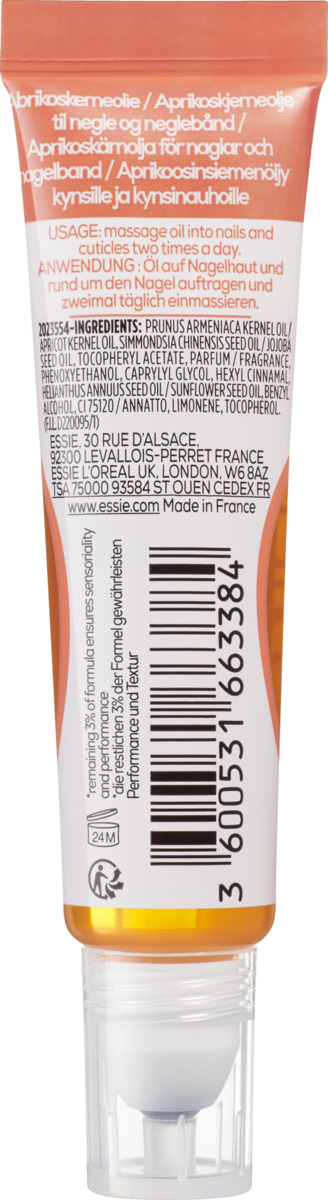 Abrikoskerneolie / Aprikoskjerneolje
til negle og neglebånd /
Aprikoskärnolja för naglar och
nagelband / Aprikoosinsiemenöljy
kynsille ja kynsinauhoille
USAGE: massage oil into nails and
cuticles two times a day.
ANWENDUNG : Öl auf Nagelhaut und
rund um den Nagel auftragen und
zweimal täglich einmassieren.
2023554-INGREDIENTS: PRUNUS ARMENIACA KERNEL OIL /
APRICOT KERNEL OIL, SIMMONDSIA CHINENSIS SEED OIL / JOJOBA
SEED OIL, TOCOPHERYL ACETATE, PARFUM / FRAGRANCE,
PHENOXYETHANOL, CAPRYLYL GLYCOL, HEXYL CINNAMAL,
HELIANTHUS ANNUUS SEED OIL / SUNFLOWER SEED OIL, BENZYL
ALCOHOL, CI 75120 / ANNATTO, LIMONENE, TOCOPHEROL.
(F.I.L. D220095/1)
ESSIE, 30 RUE D'ALSACE,
92300 LEVALLOIS-PERRET FRANCE
ESSIE L'OREAL UK, LONDON, W6 8AZ
TSA 75000 93584 ST OUEN CEDEX FR
www.essie.com Made in France
*remaining 3% of formula ensures sensoriality
and performance
*die restlichen 3% der Formel gewährleisten
Performance und Textur
24M
3 600531 663384